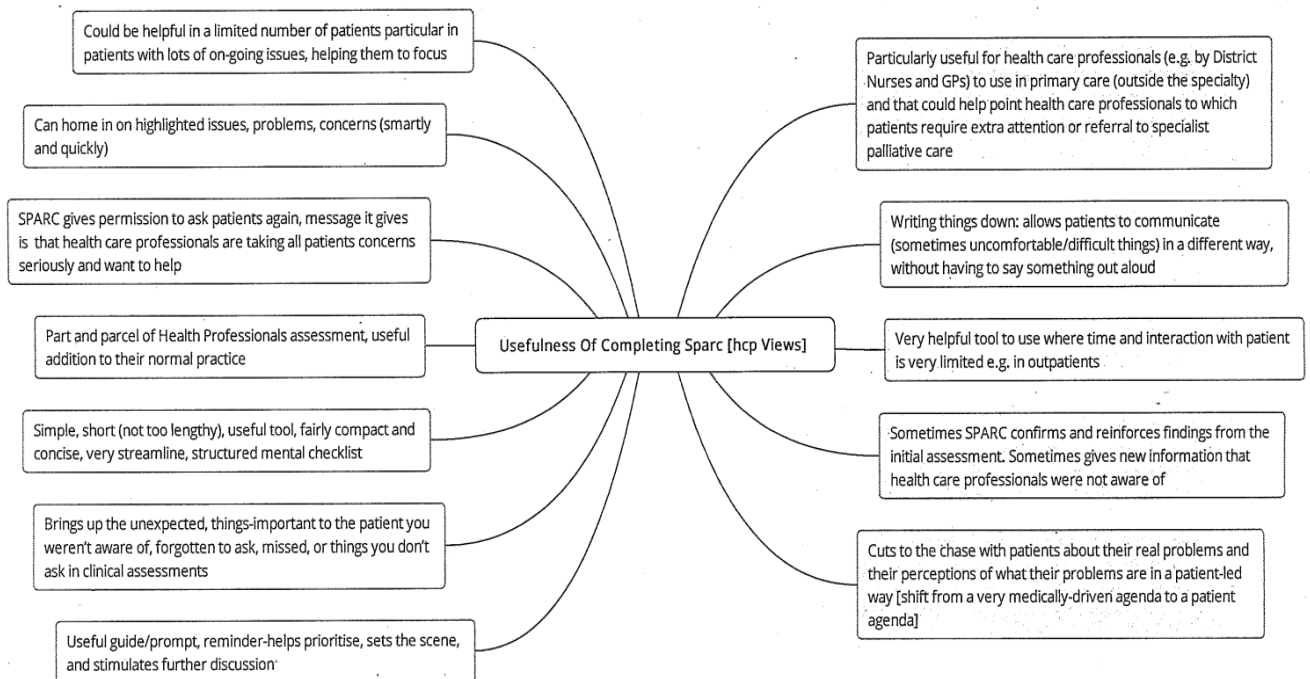 Could be helpful in a limited number of patients particular in
patients with lots of on-going issues, helping them to focus
Can home in on highlighted issues, problems, concerns (smartly
and quickly)
SPARC gives permission to ask patients again, message it gives
is that health care professionals are taking all patients concerns
seriously and want to help
Part and parcel of Health Professionals assessment, useful
addition to their normal practice
Simple, short (not too lengthy), useful tool, fairly compact and
concise, very streamline, structured mental checklist
Brings up the unexpected, things-important to the patient you
weren't aware of, forgotten to ask, missed, or things you don't
ask in clinical assessments
Useful guide/prompt, reminder-helps prioritise, sets the scene,
and stimulates further discussion
Usefulness Of Completing Sparc [hcp Views]
Particularly useful for health care professionals (e.g. by District
Nurses and GPs) to use in primary care (outside the specialty)
and that could help point health care professionals to which
patients require extra attention or referral to specialist
palliative care
Writing things down: allows patients to communicate
(sometimes uncomfortable/difficult things) in a different way,
without having to say something out aloud
Very helpful tool to use where time and interaction with patient
is very limited e.g. in outpatients
Sometimes SPARC confirms and reinforces findings from the
initial assessment. Sometimes gives new information that
health care professionals were not aware of
Cuts to the chase with patients about their real problems and
their perceptions of what their problems are in a patient-led
way [shift from a very medically-driven agenda to a patient
agenda]